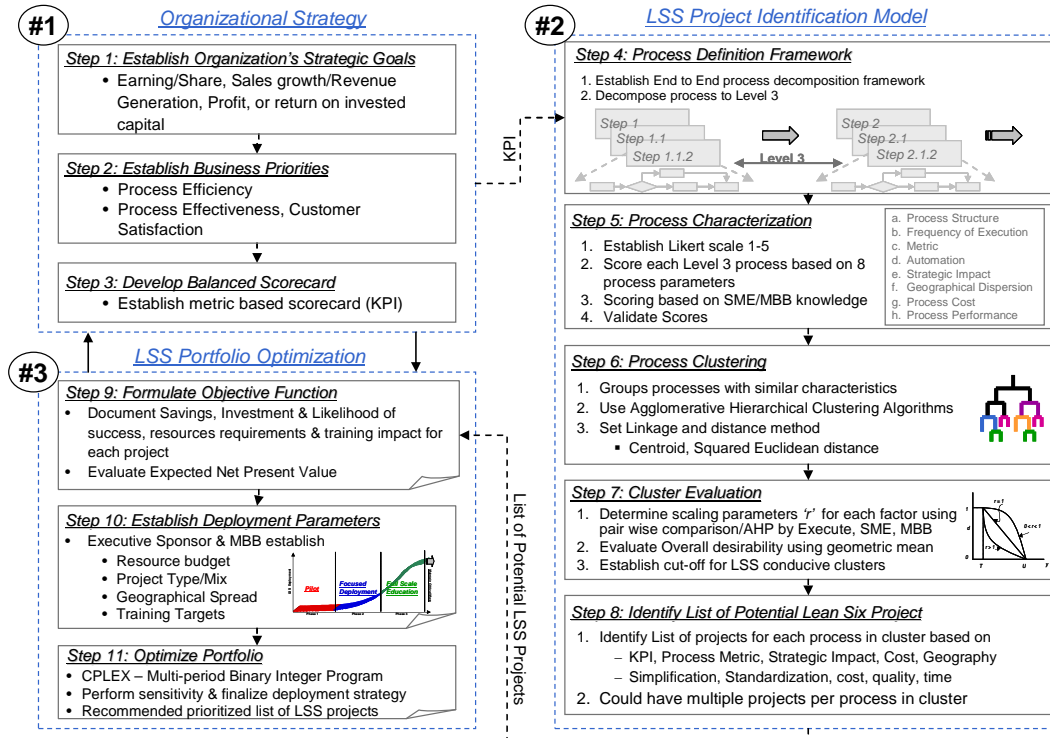 #1
Organizational Strategy
Step 1: Establish Organization's Strategic Goals
• Earning/Share, Sales growth/Revenue
Generation, Profit, or return on invested
capital
Step 2: Establish Business Priorities
• Process Efficiency
• Process Effectiveness, Customer
Satisfaction
Step 3: Develop Balanced Scorecard
• Establish metric based scorecard (KPI)
KPI
#2
LSS Project Identification Model
Step 4: Process Definition Framework
1. Establish End to End process decomposition framework
2. Decompose process to Level 3
Step 1
Step 1.1
Step 1.1.2
Level 3
Step 2
Step 2.1
Step 2.1.2
Step 5: Process Characterization
1. Establish Likert scale 1-5
2. Score each Level 3 process based on 8
process parameters
3. Scoring based on SME/MBB knowledge
4. Validate Scores
a. Process Structure
b. Frequency of Execution
c. Metric
d. Automation
e. Strategic Impact
f. Geographical Dispersion
g. Process Cost
h. Process Performance
Step 6: Process Clustering
1. Groups processes with similar characteristics
2. Use Agglomerative Hierarchical Clustering Algorithms
3. Set Linkage and distance method
▪ Centroid, Squared Euclidean distance
Step 7: Cluster Evaluation
1. Determine scaling parameters 'r' for each factor using
pair wise comparison/AHP by Execute, SME, MBB
2. Evaluate Overall desirability using geometric mean
3. Establish cut-off for LSS conducive clusters
r = 1
0 < r < 1
r > 1
d
T
U
Y
Step 8: Identify List of Potential Lean Six Project
1. Identify List of projects for each process in cluster based on
– KPI, Process Metric, Strategic Impact, Cost, Geography
– Simplification, Standardization, cost, quality, time
2. Could have multiple projects per process in cluster
List of Potential LSS Projects
#3
LSS Portfolio Optimization
Step 9: Formulate Objective Function
• Document Savings, Investment & Likelihood of
success, resources requirements & training impact for
each project
• Evaluate Expected Net Present Value
Step 10: Establish Deployment Parameters
• Executive Sponsor & MBB establish
• Resource budget
• Project Type/Mix
• Geographical Spread
• Training Targets
Pilot
Focused
Deployment
Full Scale
Education
Phase 1
Phase 2
Phase 3
Step 11: Optimize Portfolio
• CPLEX – Multi-period Binary Integer Program
• Perform sensitivity & finalize deployment strategy
• Recommended prioritized list of LSS projects